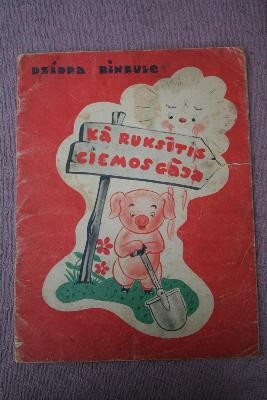 Dzidra Rinkule
KĀ RUKSĪTIS
CIEMOS GĀJA